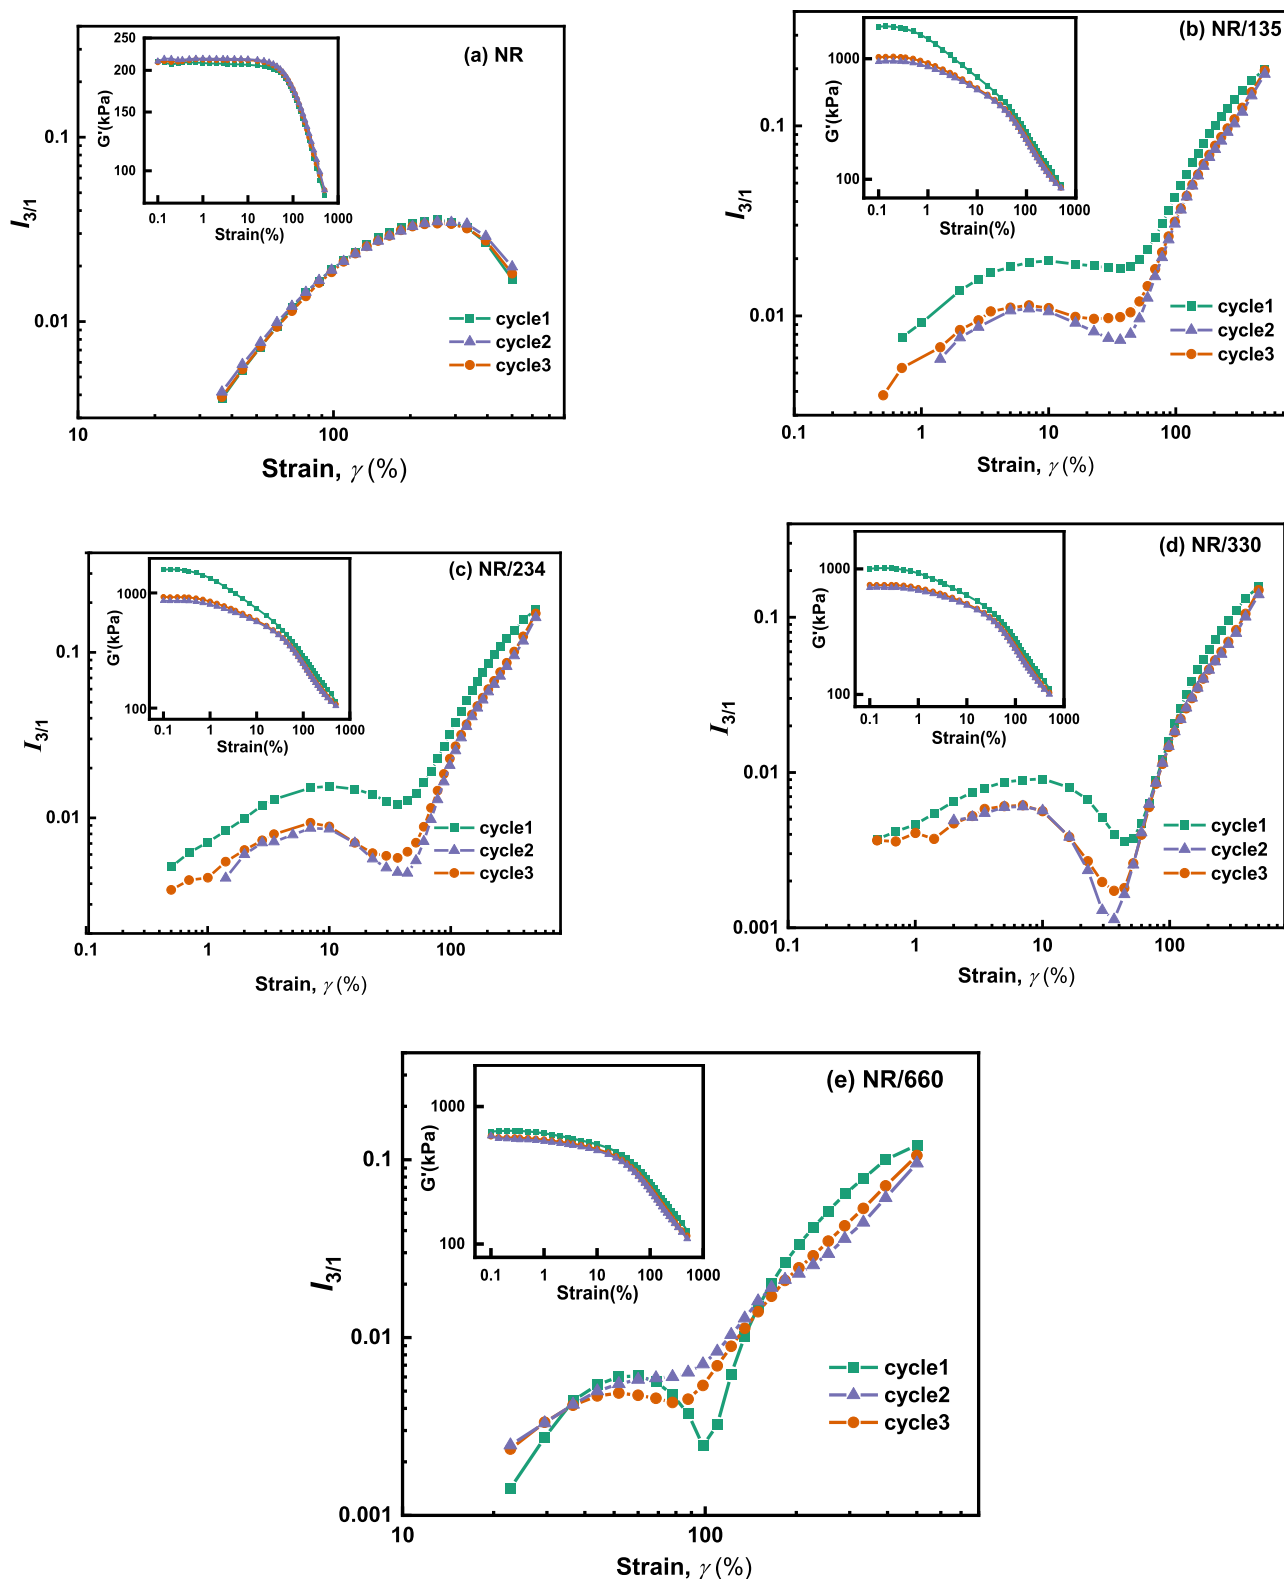 (a) NR
G'(kPa)
250
200
150
100
0.1 1 10 100 1000
Strain(%)
I3/1
0.1
0.01
cycle1
cycle2
cycle3
10 100
Strain, γ (%)
(b) NR/135
G'(kPa)
1000
100
0.1 1 10 100 1000
Strain(%)
I3/1
0.1
0.01
cycle1
cycle2
cycle3
0.1 1 10 100
Strain, γ (%)
(c) NR/234
G'(kPa)
1000
100
0.1 1 10 100 1000
Strain(%)
I3/1
0.1
0.01
cycle1
cycle2
cycle3
0.1 1 10 100
Strain, γ (%)
(d) NR/330
G'(kPa)
1000
100
0.1 1 10 100 1000
Strain(%)
I3/1
0.1
0.01
0.001
cycle1
cycle2
cycle3
0.1 1 10 100
Strain, γ (%)
(e) NR/660
G'(kPa)
1000
100
0.1 1 10 100 1000
Strain(%)
I3/1
0.1
0.01
0.001
cycle1
cycle2
cycle3
10 100
Strain, γ (%)